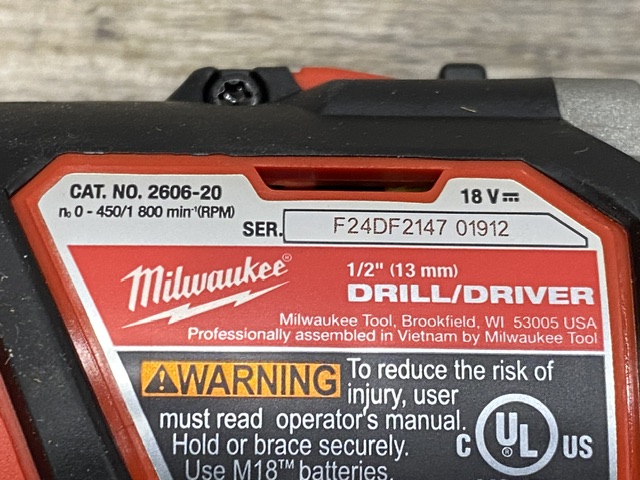 CAT. NO. 2606-20
18 V⎓
n₀ 0 - 450/1 800 min⁻¹(RPM)
SER. F24DF2147 01912
Milwaukee®
1/2" (13 mm)
DRILL/DRIVER
Milwaukee Tool, Brookfield, WI 53005 USA
Professionally assembled in Vietnam by Milwaukee Tool
⚠WARNING To reduce the risk of
injury, user
must read operator's manual.
Hold or brace securely.
Use M18™ batteries.
C UL® US